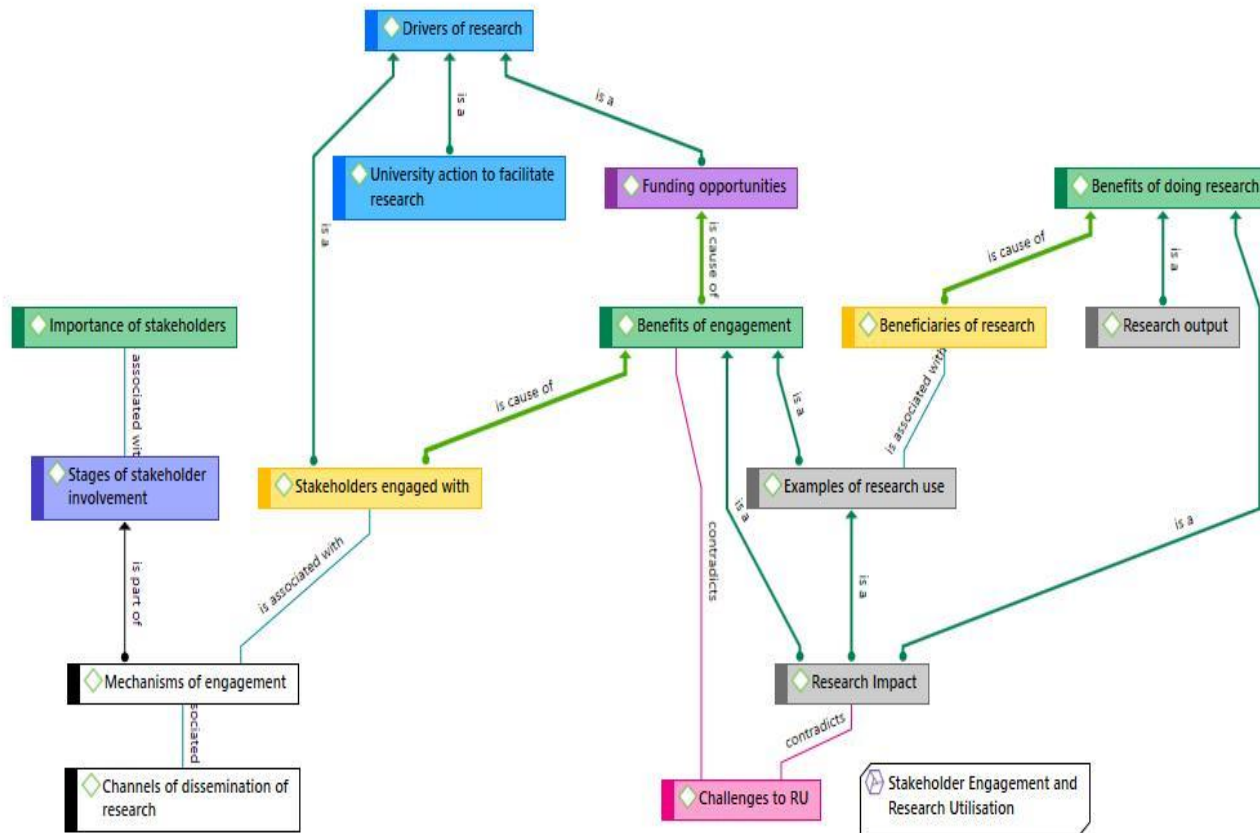 Drivers of research
is a
is a
is a
University action to facilitate
research
Funding opportunities
Benefits of doing research
is cause of
is cause of
is a
Importance of stakeholders
Benefits of engagement
Beneficiaries of research
Research output
associated with
is cause of
is a
is associated with
Stages of stakeholder
involvement
Stakeholders engaged with
Examples of research use
is a
contradicts
is a
is part of
is associated with
is a
Mechanisms of engagement
Research Impact
sociated
contradicts
Channels of dissemination of
research
Challenges to RU
Stakeholder Engagement and
Research Utilisation